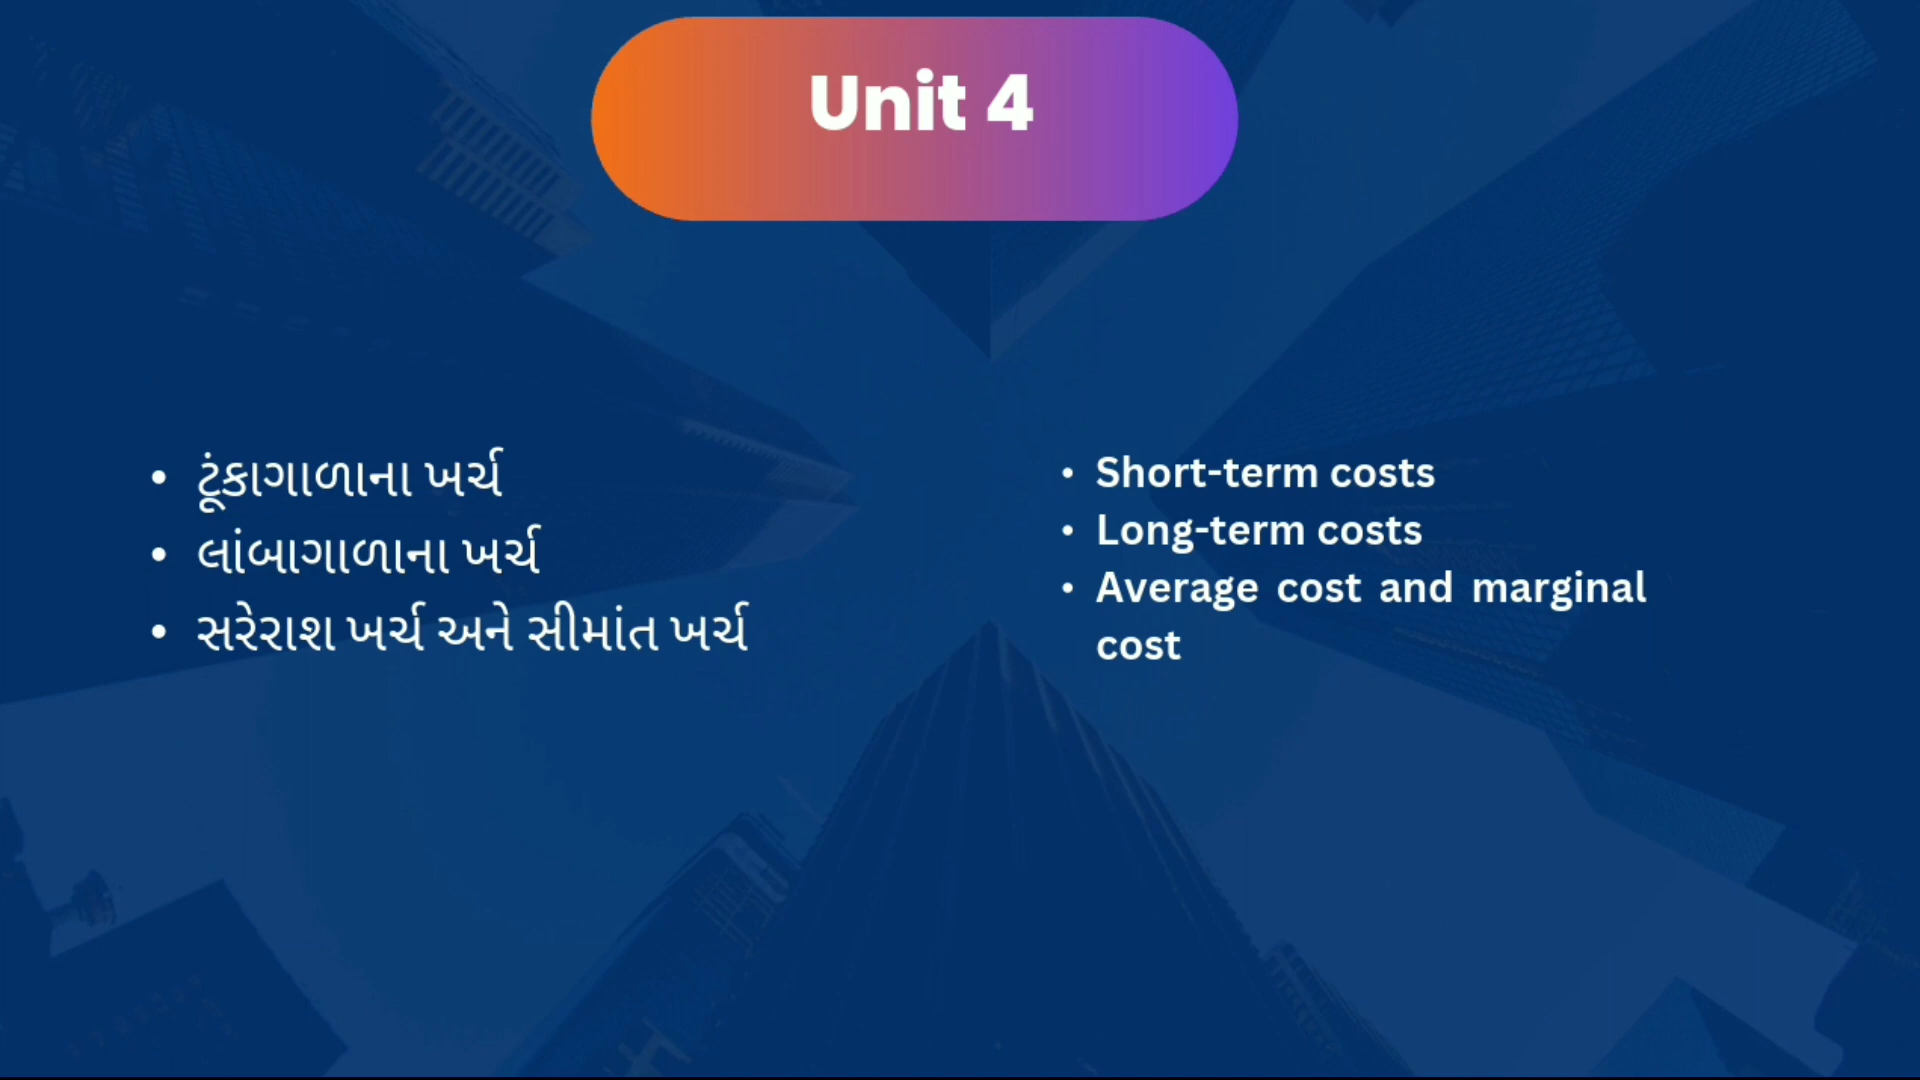 Unit 4
• ટૂંકાગાળાના ખર્ચ
• લાંબાગાળાના ખર્ચ
• સરેરાશ ખર્ચ અને સીમાંત ખર્ચ
• Short-term costs
• Long-term costs
• Average cost and marginal
cost